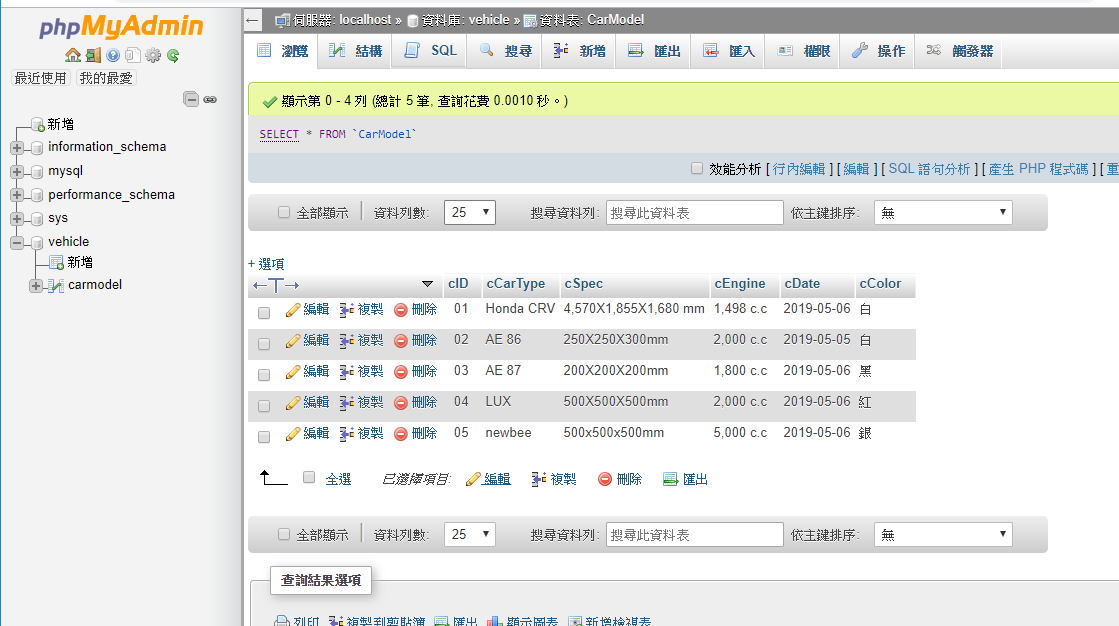 phpMyAdmin
最近使用 我的最愛
新增
information_schema
mysql
performance_schema
sys
vehicle
新增
carmodel
伺服器: localhost » 資料庫: vehicle » 資料表: CarModel
瀏覽 結構 SQL 搜尋 新增 匯出 匯入 權限 操作 觸發器
顯示第 0 - 4 列 (總計 5 筆, 查詢花費 0.0010 秒。)
SELECT * FROM `CarModel`
效能分析 [ 行內編輯 ] [ 編輯 ] [ SQL 語句分析 ] [ 產生 PHP 程式碼 ] [ 重
全部顯示 資料列數: 25 搜尋資料列: 搜尋此資料表 依主鍵排序: 無
+ 選項
←T→ cID cCarType cSpec cEngine cDate cColor
編輯 複製 刪除 01 Honda CRV 4,570X1,855X1,680 mm 1,498 c.c 2019-05-06 白
編輯 複製 刪除 02 AE 86 250X250X300mm 2,000 c.c 2019-05-05 白
編輯 複製 刪除 03 AE 87 200X200X200mm 1,800 c.c 2019-05-06 黑
編輯 複製 刪除 04 LUX 500X500X500mm 2,000 c.c 2019-05-06 紅
編輯 複製 刪除 05 newbee 500x500x500mm 5,000 c.c 2019-05-06 銀
全選 已選擇項目: 編輯 複製 刪除 匯出
全部顯示 資料列數: 25 搜尋資料列: 搜尋此資料表 依主鍵排序: 無
查詢結果選項
列印 複製到剪貼簿 匯出 顯示圖表 新增檢視表